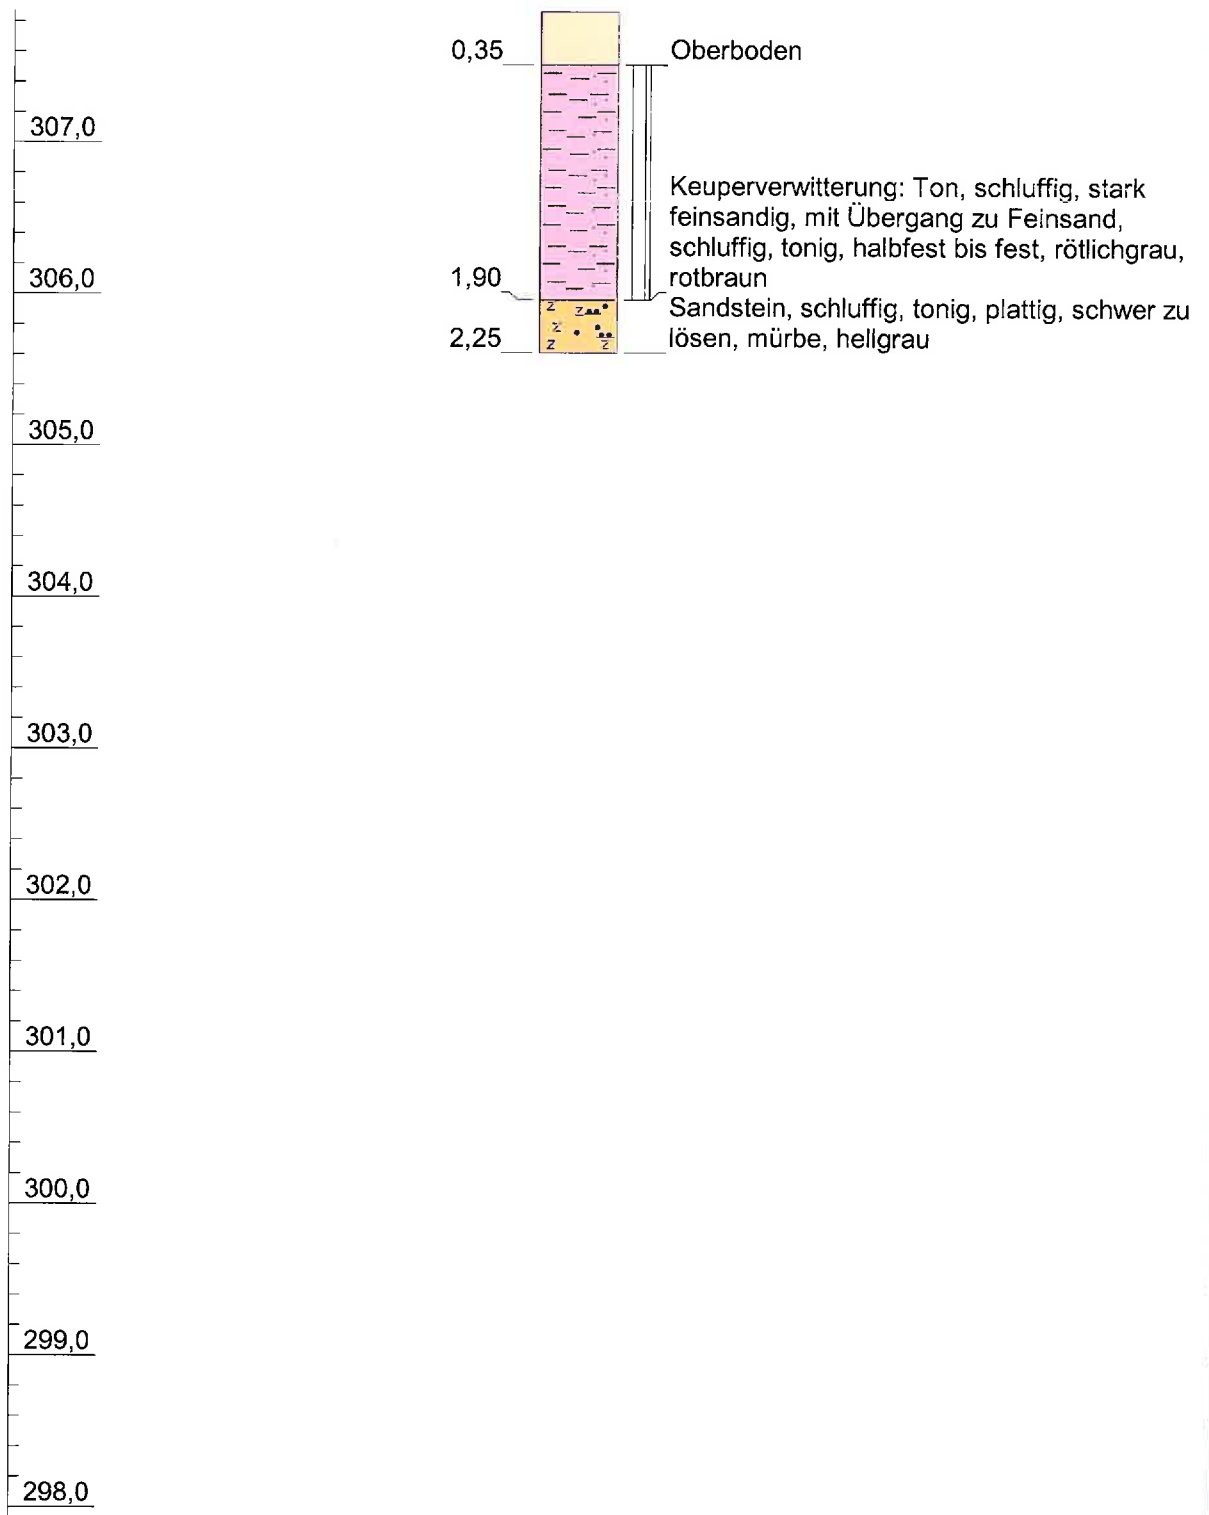 0,35 Oberboden
307,0
Keuperverwitterung: Ton, schluffig, stark
feinsandig, mit Übergang zu Feinsand,
schluffig, tonig, halbfest bis fest, rötlichgrau,
306,0 1,90 rotbraun
Sandstein, schluffig, tonig, plattig, schwer zu
2,25 lösen, mürbe, hellgrau
z z
z
z z
305,0
304,0
303,0
302,0
301,0
300,0
299,0
298,0